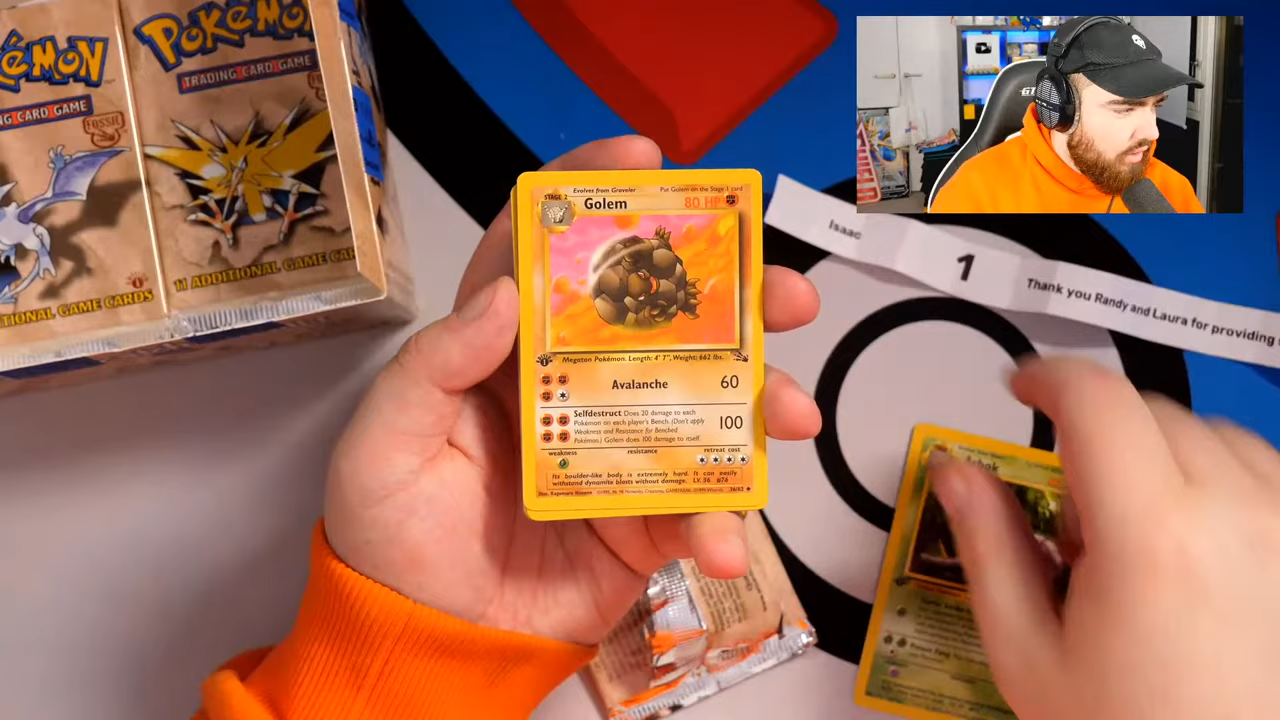 POKéMON
TRADING CARD GAME
FOSSIL
11 ADDITIONAL GAME CAR
CARD GAME
FOSSIL
TIONAL GAME CARDS
Evolves from Graveler
Put Golem on the Stage 1 card
STAGE 2
Golem
80 HP
Megaton Pokémon. Length: 4' 7", Weight: 662 lbs.
Avalanche 60
Selfdestruct Does 20 damage to each
Pokémon on each player's Bench. (Don't apply
Weakness and Resistance for Benched
Pokémon.) Golem does 100 damage to itself.
100
weakness
resistance
retreat cost
Its boulder-like body is extremely hard. It can easily
withstand dynamite blasts without damage. LV. 36 #76
36/62
Isaac
1
Thank you Randy and Laura for providing
Arbok